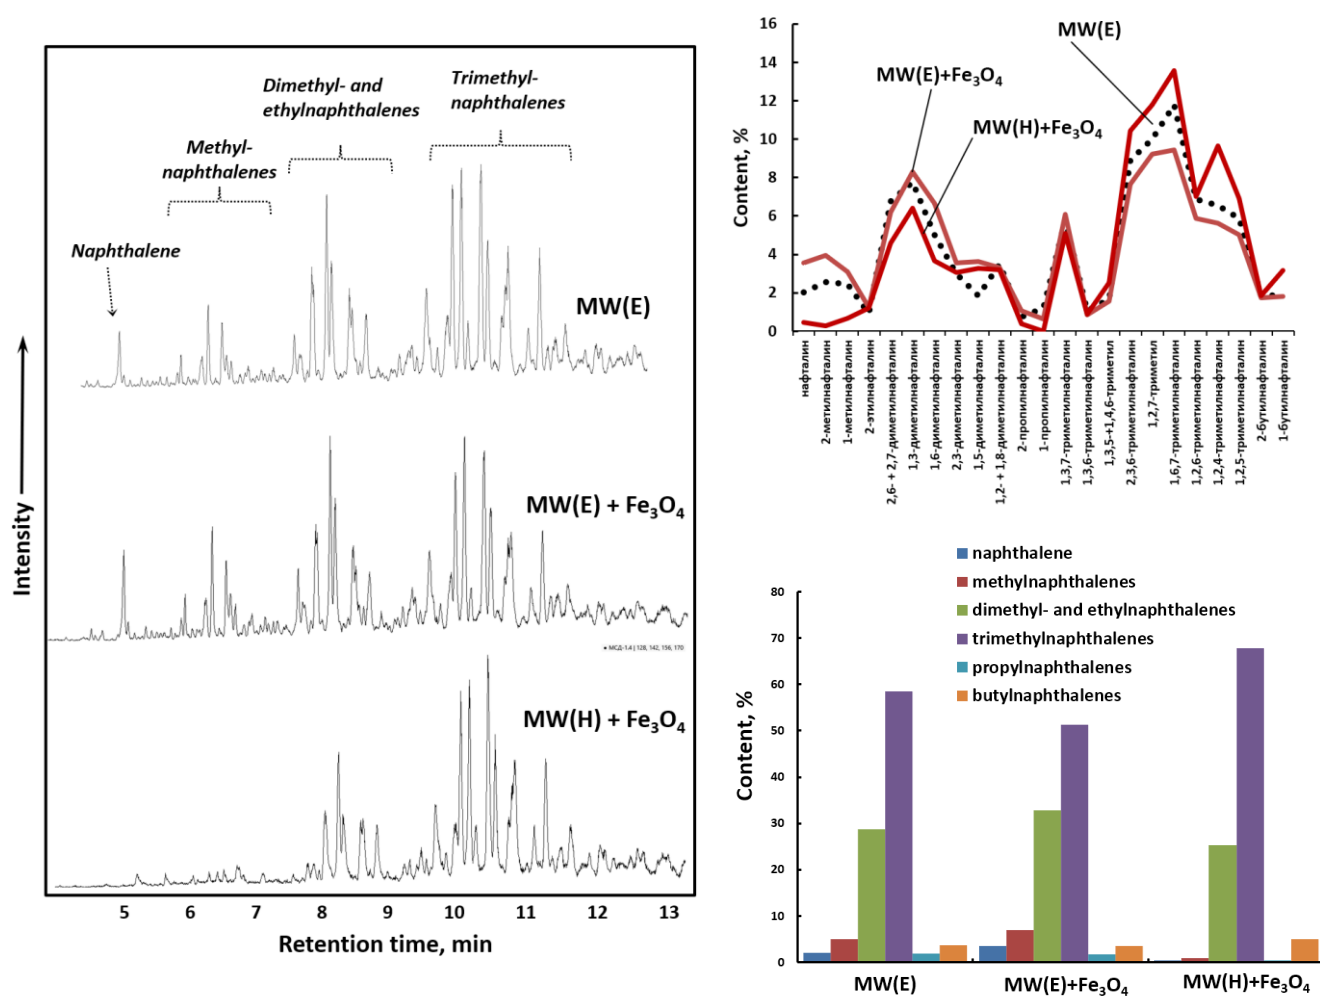 Dimethyl- and
ethylnaphthalenes
Trimethyl-
naphthalenes
Methyl-
naphthalenes
Naphthalene
MW(E)
MW(E) + Fe₃O₄
• МСД-1.4 | 128, 142, 156, 170
MW(H) + Fe₃O₄
Intensity
5 6 7 8 9 10 11 12 13
Retention time, min
16
14
12
10
8
6
4
2
0
Content, %
MW(E)
MW(E)+Fe₃O₄
MW(H)+Fe₃O₄
нафталин
2-метилнафталин
1-метилнафталин
2-этилнафталин
2,6- + 2,7-диметилнафталин
1,3-диметилнафталин
1,6-диметилнафталин
2,3-диметилнафталин
1,5-диметилнафталин
1,2- + 1,8-диметилнафталин
2-пропилнафталин
1-пропилнафталин
1,3,7-триметилнафталин
1,3,6-триметилнафталин
1,3,5-+1,4,6-триметил
2,3,6-триметилнафталин
1,2,7-триметил
1,6,7-триметилнафталин
1,2,6-триметилнафталин
1,2,4-триметилнафталин
1,2,5-триметилнафталин
2-бутилнафталин
1-бутилнафталин
naphthalene
methylnaphthalenes
dimethyl- and ethylnaphthalenes
trimethylnaphthalenes
propylnaphthalenes
butylnaphthalenes
80
70
60
50
40
30
20
10
0
Content, %
MW(E)
MW(E)+Fe₃O₄
MW(H)+Fe₃O₄